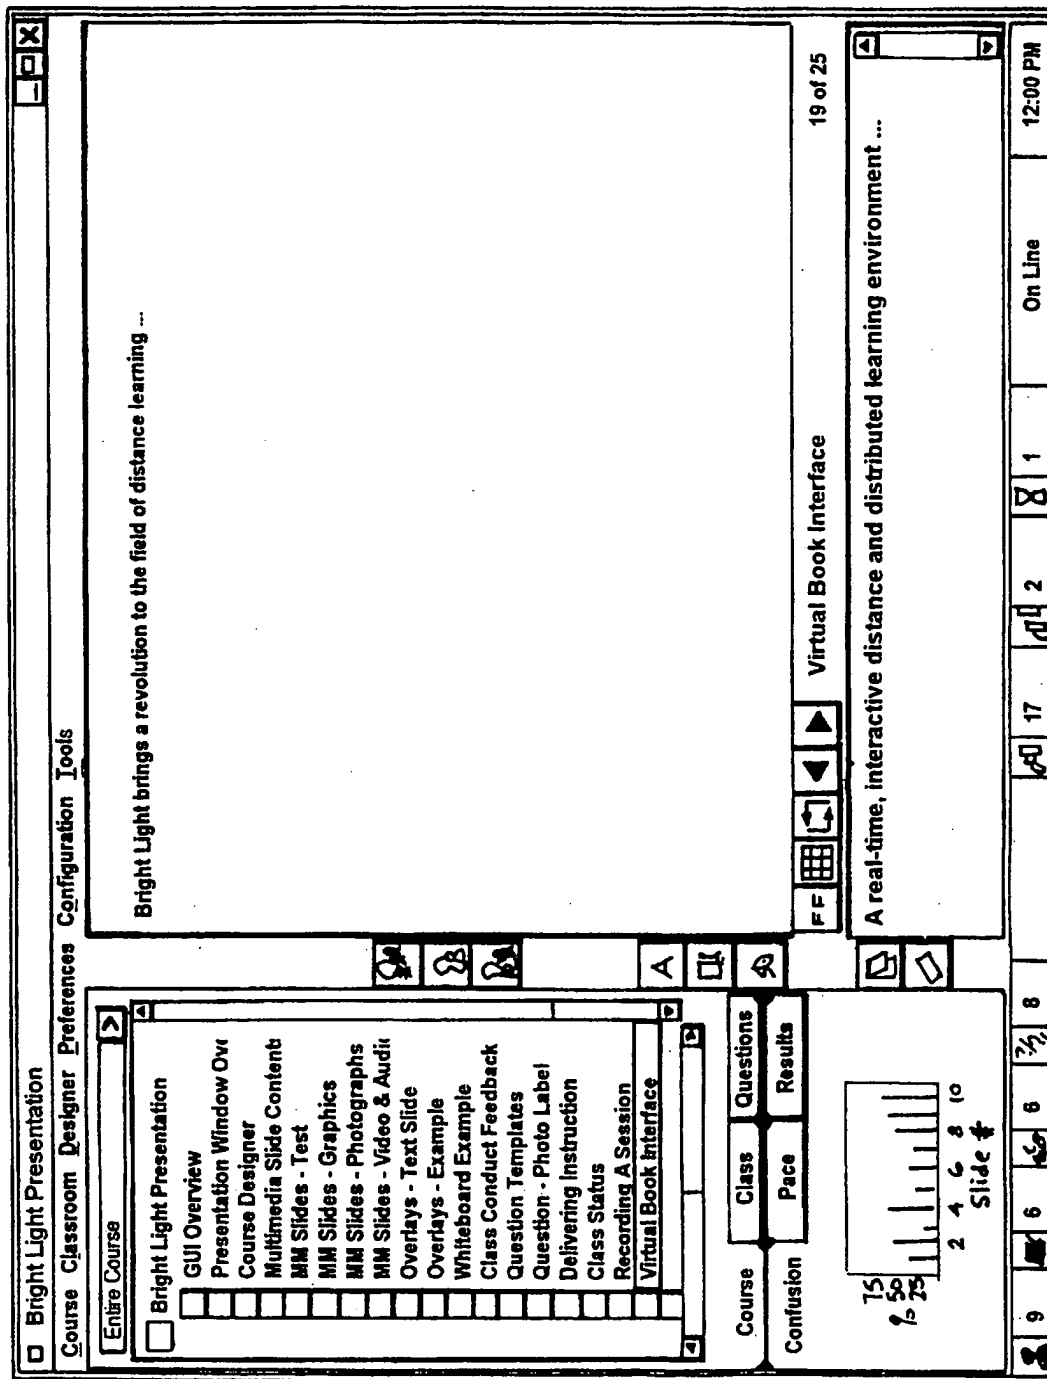 Bright Light Presentation
Course Classroom Designer Preferences Configuration Tools
Entire Course
Bright Light Presentation
GUI Overview
Presentation Window Ove
Course Designer
Multimedia Slide Content
MM Slides - Test
MM Slides - Graphics
MM Slides - Photographs
MM Slides - Video & Audi
Overlays - Text Slide
Overlays - Example
Whiteboard Example
Class Conduct Feedback
Question Templates
Question - Photo Label
Delivering Instruction
Class Status
Recording A Session
Virtual Book Interface
Course Class Questions
Confusion Pace Results
75
% 50
25
2 4 6 8 10
Slide #
Bright Light brings a revolution to the field of distance learning ...
A
FF Virtual Book Interface 19 of 25
A real-time, interactive distance and distributed learning environment ...
9 6 6 8 17 2 1 On Line 12:00 PM